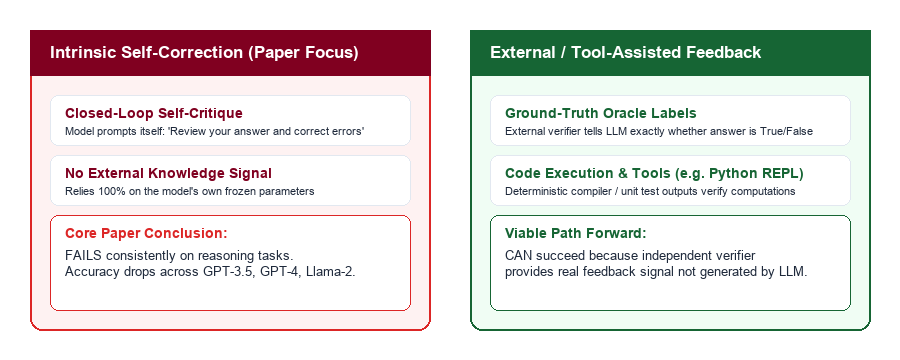 Intrinsic Self-Correction (Paper Focus)
Closed-Loop Self-Critique
Model prompts itself: 'Review your answer and correct errors'
No External Knowledge Signal
Relies 100% on the model's own frozen parameters
Core Paper Conclusion:
FAILS consistently on reasoning tasks.
Accuracy drops across GPT-3.5, GPT-4, Llama-2.
External / Tool-Assisted Feedback
Ground-Truth Oracle Labels
External verifier tells LLM exactly whether answer is True/False
Code Execution & Tools (e.g. Python REPL)
Deterministic compiler / unit test outputs verify computations
Viable Path Forward:
CAN succeed because independent verifier
provides real feedback signal not generated by LLM.